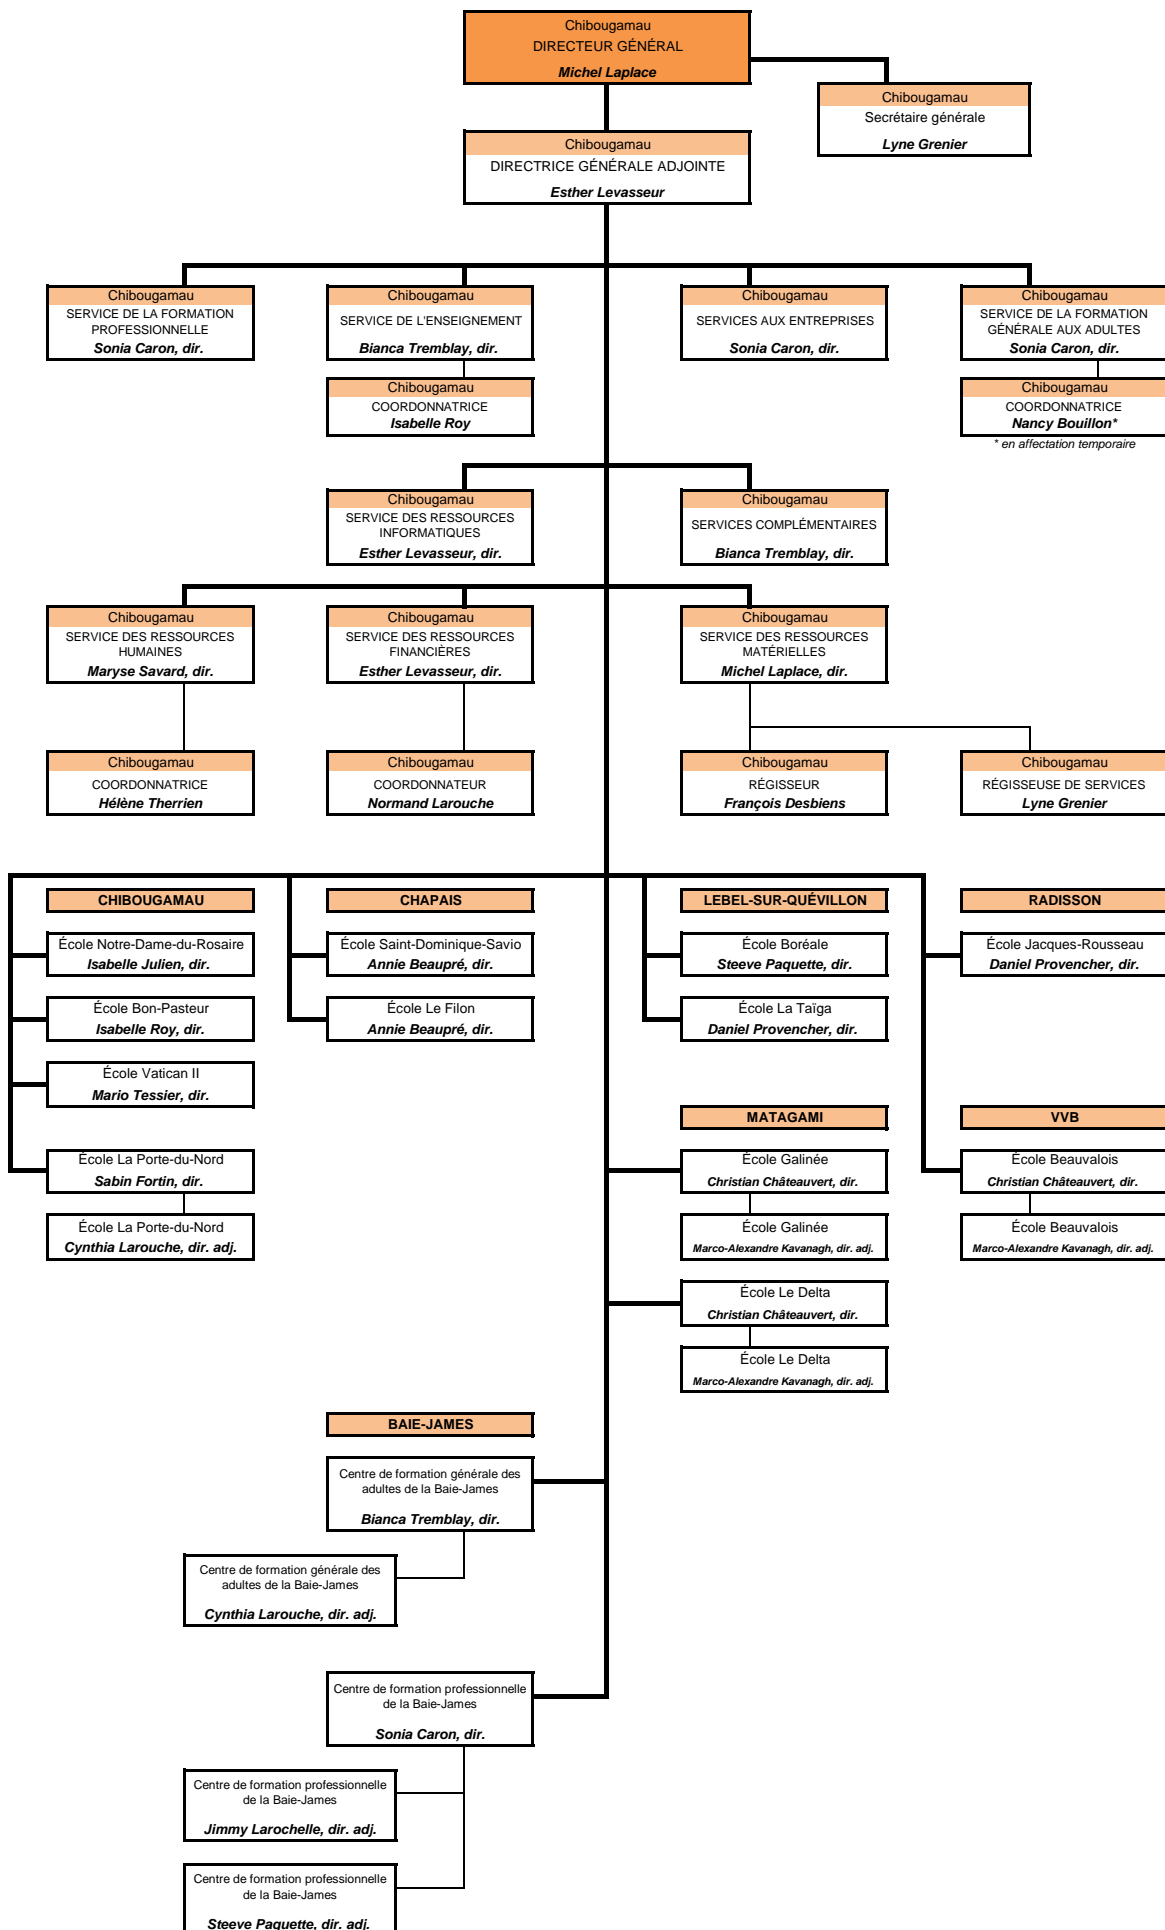 Chibougamau
DIRECTEUR GÉNÉRAL
Michel Laplace
Chibougamau
Secrétaire générale
Lyne Grenier
Chibougamau
DIRECTRICE GÉNÉRALE ADJOINTE
Esther Levasseur
Chibougamau
SERVICE DE LA FORMATION
PROFESSIONNELLE
Sonia Caron, dir.
Chibougamau
SERVICE DE L'ENSEIGNEMENT
Bianca Tremblay, dir.
Chibougamau
SERVICES AUX ENTREPRISES
Sonia Caron, dir.
Chibougamau
SERVICE DE LA FORMATION
GÉNÉRALE AUX ADULTES
Sonia Caron, dir.
Chibougamau
COORDONNATRICE
Isabelle Roy
Chibougamau
COORDONNATRICE
Nancy Bouillon*
* en affectation temporaire
Chibougamau
SERVICE DES RESSOURCES
INFORMATIQUES
Esther Levasseur, dir.
Chibougamau
SERVICES COMPLÉMENTAIRES
Bianca Tremblay, dir.
Chibougamau
SERVICE DES RESSOURCES
HUMAINES
Maryse Savard, dir.
Chibougamau
SERVICE DES RESSOURCES
FINANCIÈRES
Esther Levasseur, dir.
Chibougamau
SERVICE DES RESSOURCES
MATÉRIELLES
Michel Laplace, dir.
Chibougamau
COORDONNATRICE
Hélène Therrien
Chibougamau
COORDONNATEUR
Normand Larouche
Chibougamau
RÉGISSEUR
François Desbiens
Chibougamau
RÉGISSEUSE DE SERVICES
Lyne Grenier
CHIBOUGAMAU
École Notre-Dame-du-Rosaire
Isabelle Julien, dir.
École Bon-Pasteur
Isabelle Roy, dir.
École Vatican II
Mario Tessier, dir.
École La Porte-du-Nord
Sabin Fortin, dir.
École La Porte-du-Nord
Cynthia Larouche, dir. adj.
CHAPAIS
École Saint-Dominique-Savio
Annie Beaupré, dir.
École Le Filon
Annie Beaupré, dir.
LEBEL-SUR-QUÉVILLON
École Boréale
Steeve Paquette, dir.
École La Taïga
Daniel Provencher, dir.
RADISSON
École Jacques-Rousseau
Daniel Provencher, dir.
MATAGAMI
École Galinée
Christian Châteauvert, dir.
École Galinée
Marco-Alexandre Kavanagh, dir. adj.
École Le Delta
Christian Châteauvert, dir.
École Le Delta
Marco-Alexandre Kavanagh, dir. adj.
VVB
École Beauvalois
Christian Châteauvert, dir.
École Beauvalois
Marco-Alexandre Kavanagh, dir. adj.
BAIE-JAMES
Centre de formation générale des
adultes de la Baie-James
Bianca Tremblay, dir.
Centre de formation générale des
adultes de la Baie-James
Cynthia Larouche, dir. adj.
Centre de formation professionnelle
de la Baie-James
Sonia Caron, dir.
Centre de formation professionnelle
de la Baie-James
Jimmy Larochelle, dir. adj.
Centre de formation professionnelle
de la Baie-James
Steeve Paquette, dir. adj.